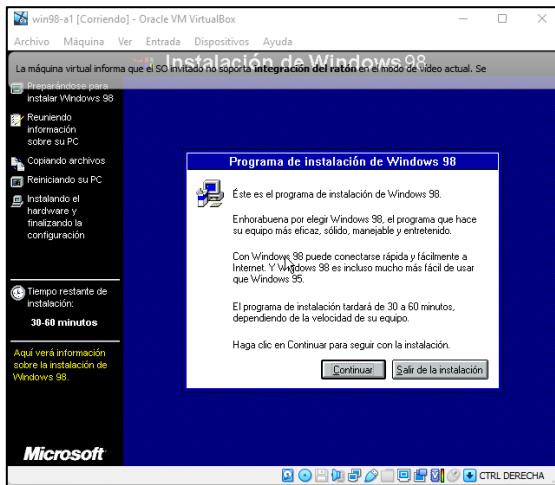 win98-a1 [Corriendo] - Oracle VM VirtualBox
Archivo Máquina Ver Entrada Dispositivos Ayuda
Instalación de Windows 98
La máquina virtual informa que el SO invitado no soporta integración del ratón en el modo de vídeo actual. Se
Preparándose para
instalar Windows 98
Reuniendo
información
sobre su PC
Copiando archivos
Reiniciando su PC
Instalando el
hardware y
finalizando la
configuración
Tiempo restante de
instalación:
30-60 minutos
Aquí verá información
sobre la instalación de
Windows 98.
Microsoft
Programa de instalación de Windows 98
Éste es el programa de instalación de Windows 98.
Enhorabuena por elegir Windows 98, el programa que hace
su equipo más eficaz, sólido, manejable y entretenido.
Con Windows 98 puede conectarse rápida y fácilmente a
Internet. Y Windows 98 es incluso mucho más fácil de usar
que Windows 95.
El programa de instalación tardará de 30 a 60 minutos,
dependiendo de la velocidad de su equipo.
Haga clic en Continuar para seguir con la instalación.
Continuar Salir de la instalación
CTRL DERECHA